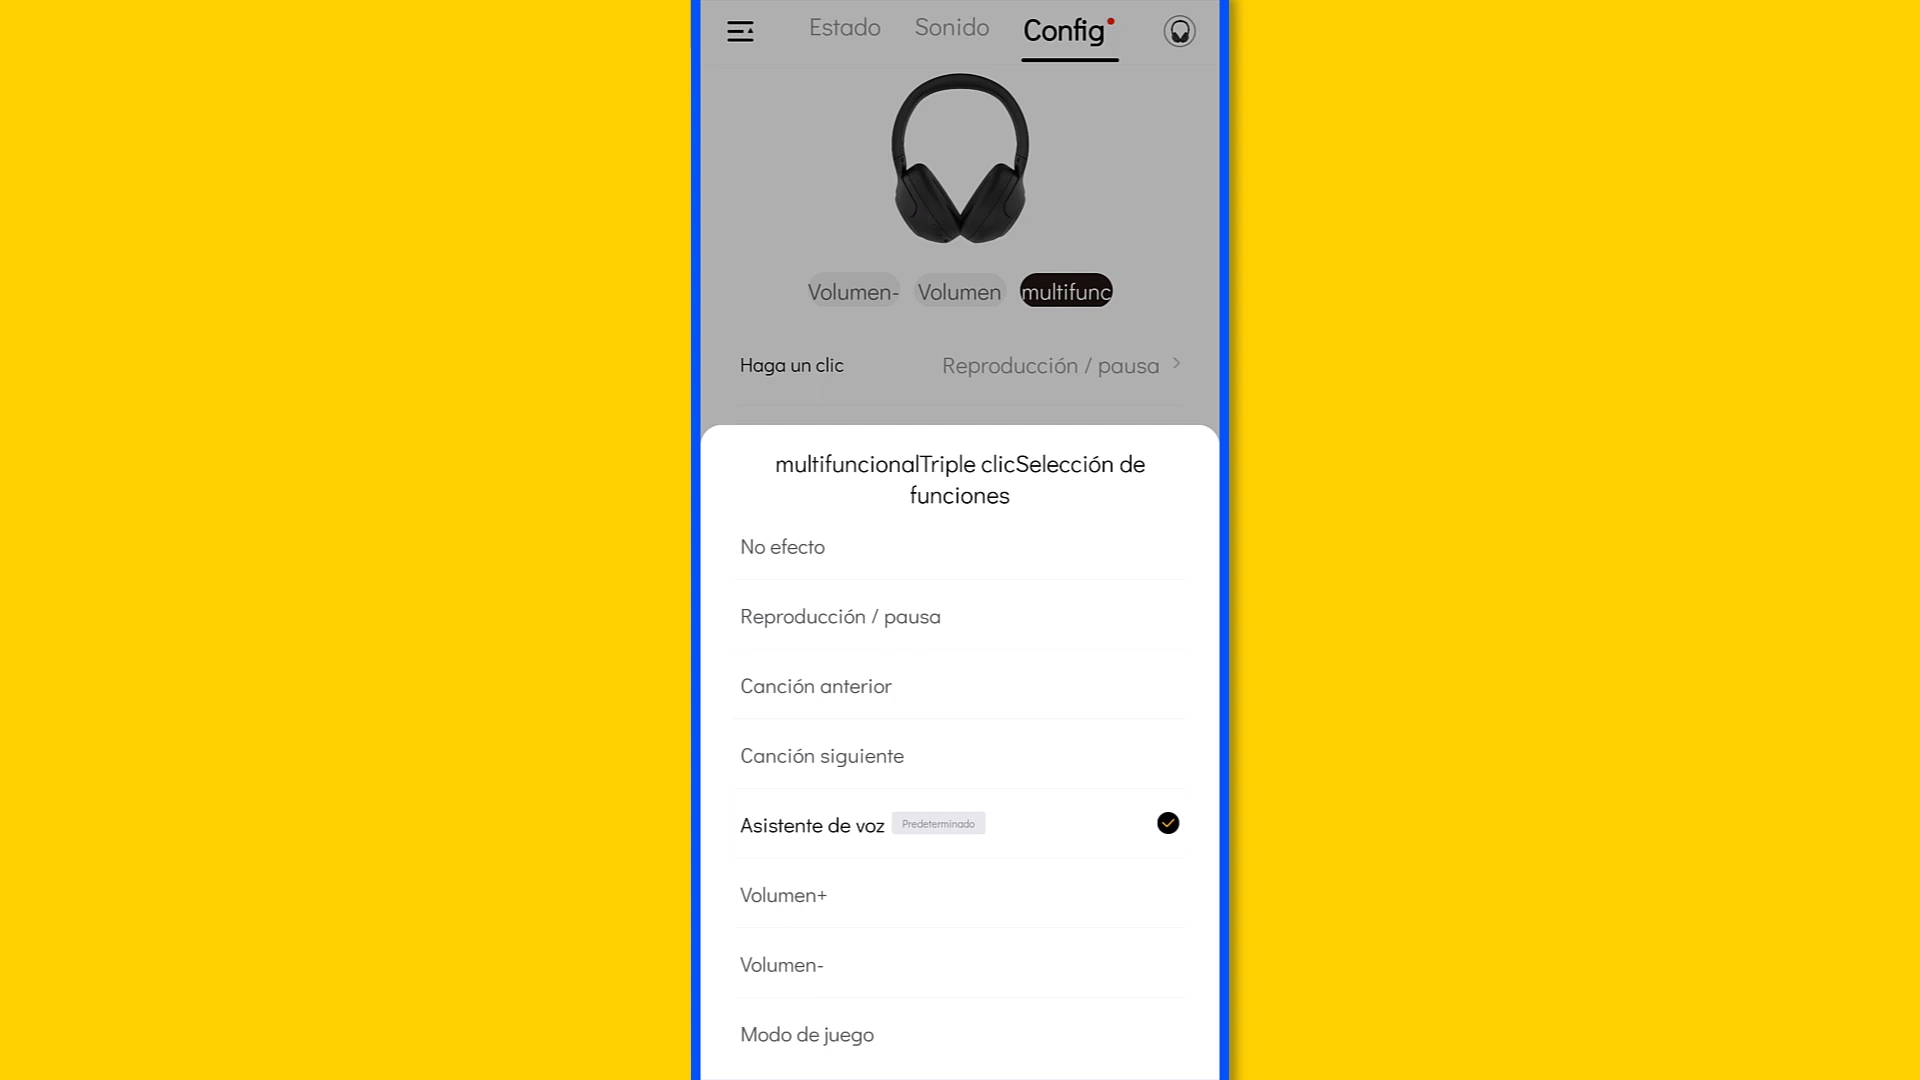 Estado Sonido Config
Volumen- Volumen multifunc
Haga un clic Reproducción / pausa
multifuncionalTriple clicSelección de
funciones
No efecto
Reproducción / pausa
Canción anterior
Canción siguiente
Asistente de voz Predeterminado
Volumen+
Volumen-
Modo de juego